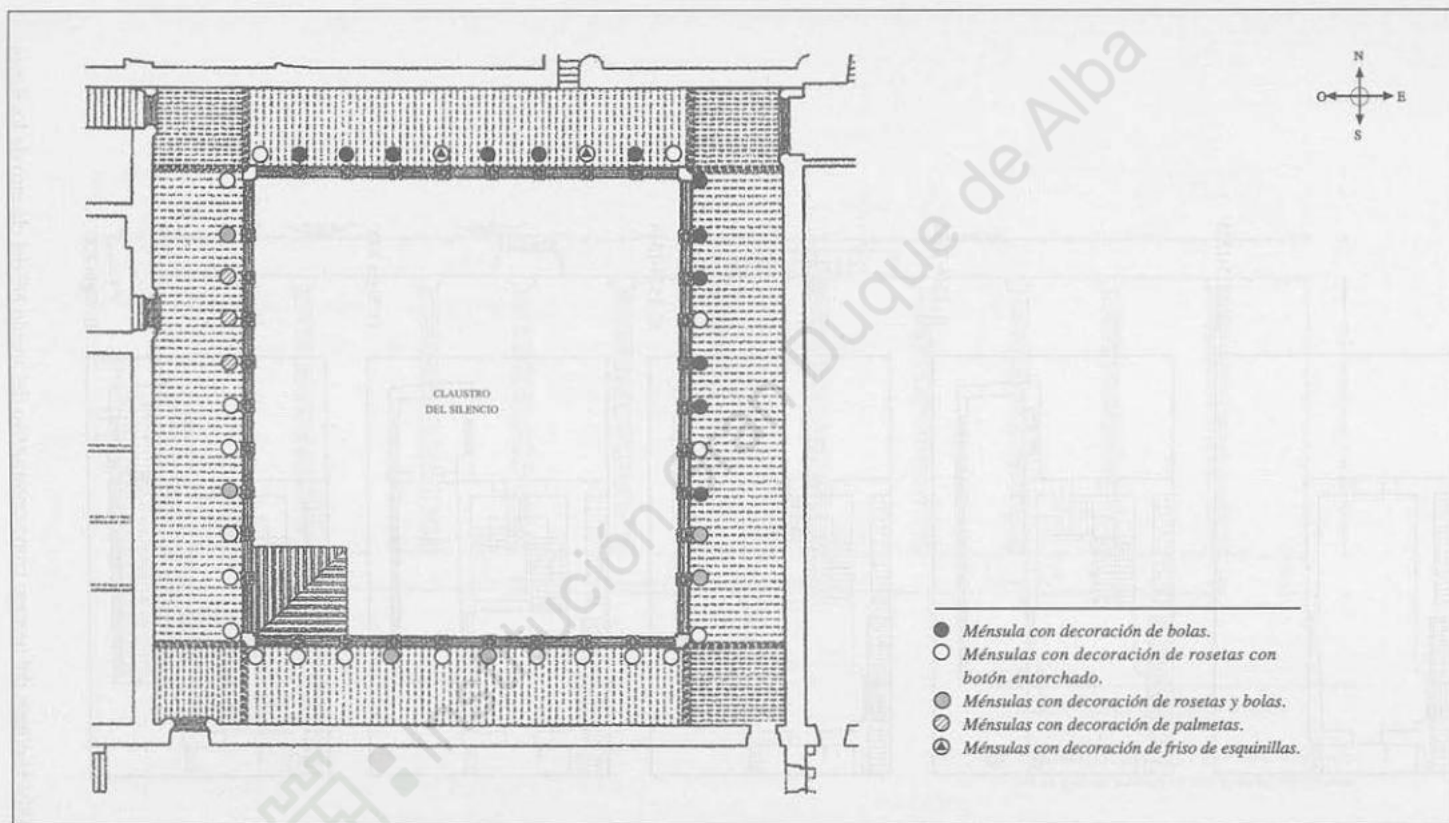 N
O E
S
CLAUSTRO
DEL SILENCIO
Ménsula con decoración de bolas.
Ménsulas con decoración de rosetas con
botón entorchado.
Ménsulas con decoración de rosetas y bolas.
Ménsulas con decoración de palmetas.
Ménsulas con decoración de friso de esquinillas.
Institución Gran Duque de Alba